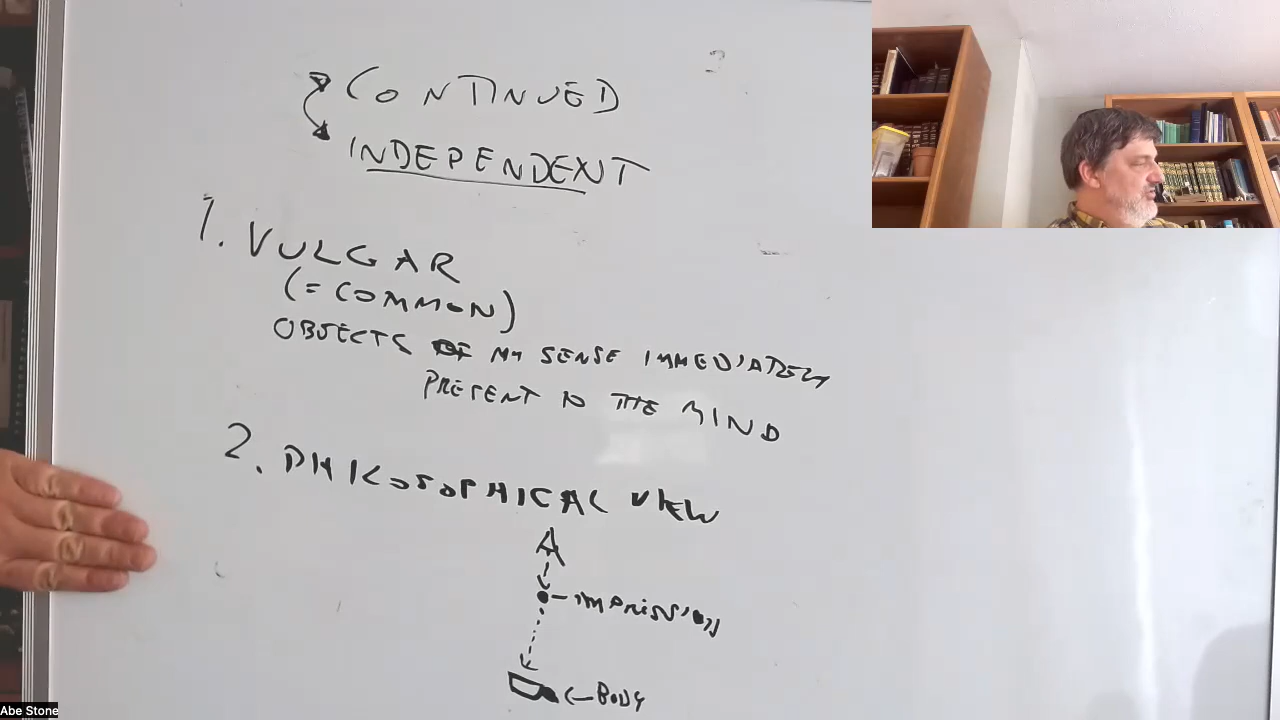 CONTINUED
INDEPENDENT
1. VULGAR
(= COMMON)
OBJECTS OF MY SENSE IMMEDIATELY
PRESENT TO THE MIND
2. PHILOSOPHICAL VIEW
A
IMPRISSION
BODY
Abe Stone